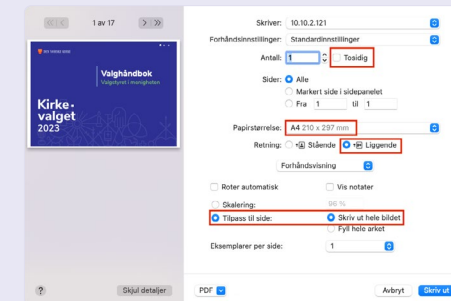 1 av 17
Valghåndbok
Valgstyret i menigheten
Kirke-
valget
2023
Skriver: 10.10.2.121
Forhåndsinnstillinger: Standardinnstillinger
Antall: 1 Tosidig
Sider: Alle
Markert side i sidepanelet
Fra 1 til 1
Papirstørrelse: A4 210 x 297 mm
Retning: Stående Liggende
Forhåndsvisning
Roter automatisk Vis notater
Skalering: 96 %
Tilpass til side: Skriv ut hele bildet
Fyll hele arket
Eksemplarer per side: 1
? Skjul detaljer PDF Avbryt Skriv ut